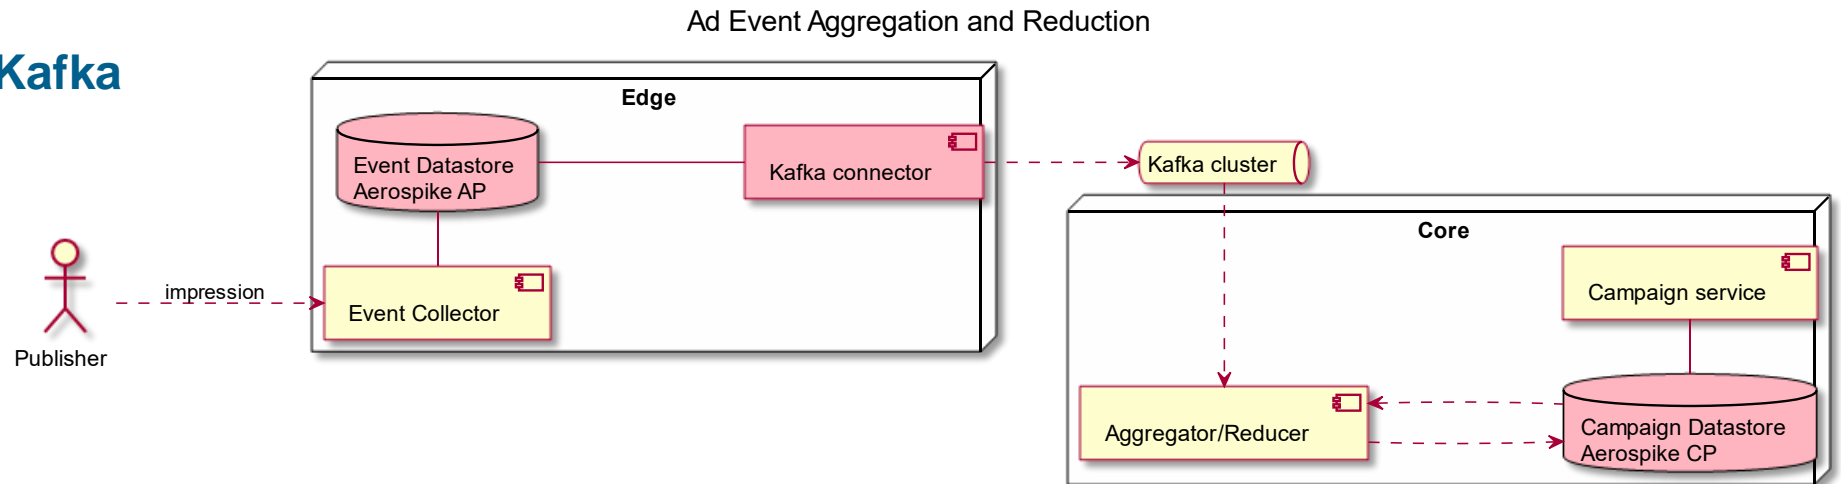 Ad Event Aggregation and Reduction
Kafka
Edge
Event Datastore
Aerospike AP
Kafka connector
Kafka cluster
Core
Campaign service
impression
Event Collector
Publisher
Aggregator/Reducer
Campaign Datastore
Aerospike CP